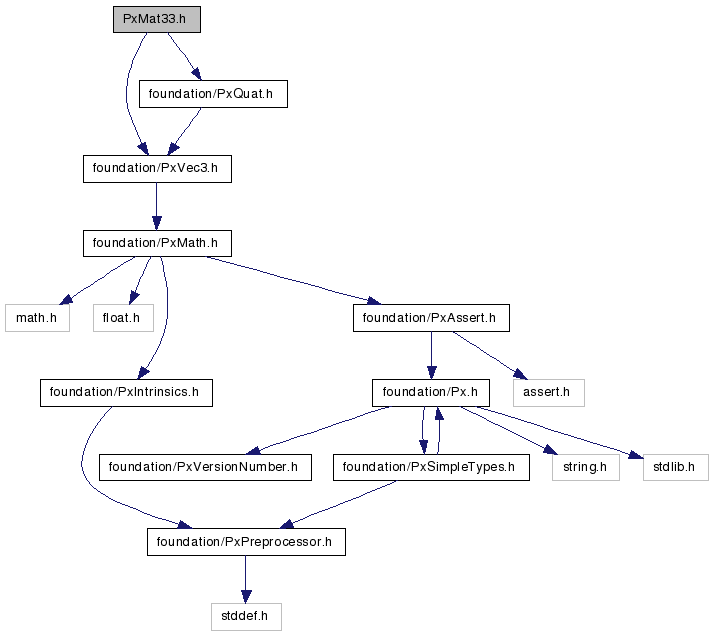 PxMat33.h
foundation/PxQuat.h
foundation/PxVec3.h
foundation/PxMath.h
math.h
float.h
foundation/PxAssert.h
foundation/PxIntrinsics.h
foundation/Px.h
assert.h
foundation/PxVersionNumber.h
foundation/PxSimpleTypes.h
string.h
stdlib.h
foundation/PxPreprocessor.h
stddef.h